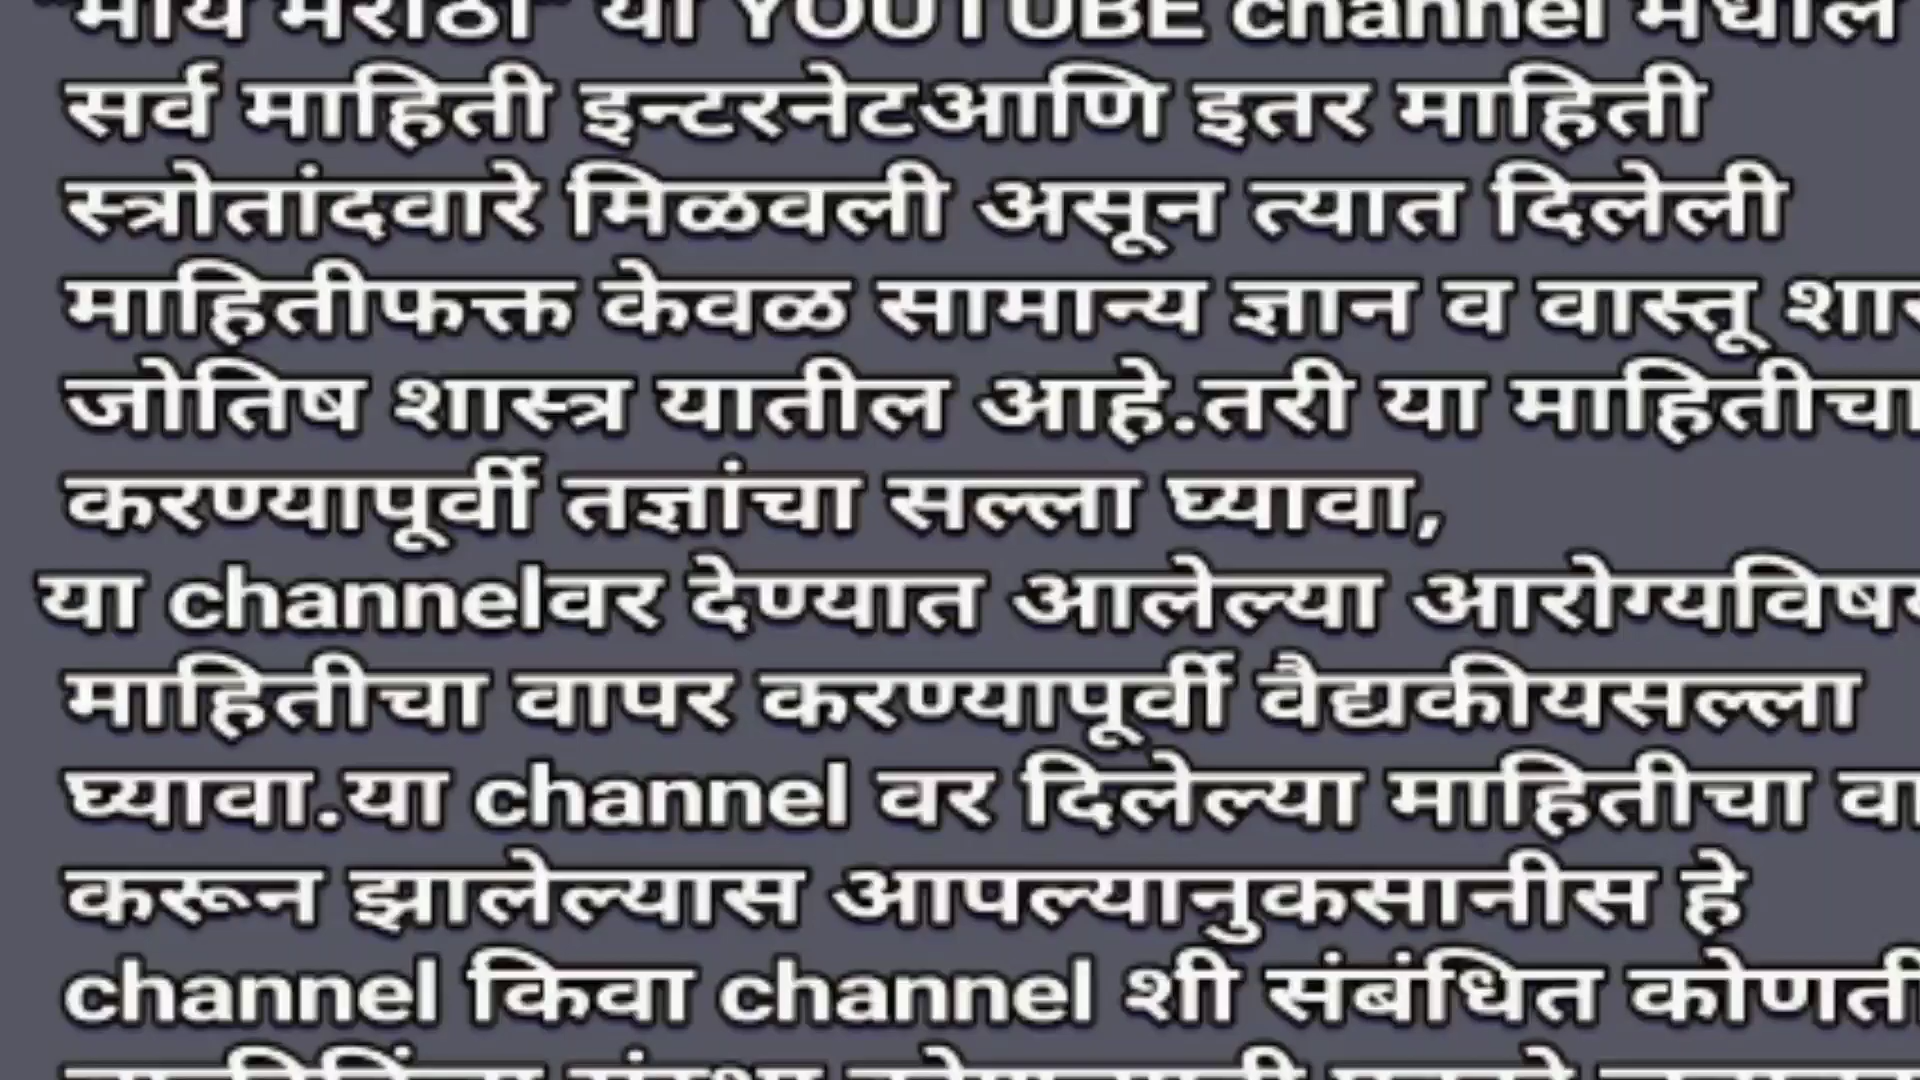 "माय मराठी" या YOUTUBE channel मधील
सर्व माहिती इन्टरनेटआणि इतर माहिती
स्त्रोतांदवारे मिळवली असून त्यात दिलेली
माहितीफक्त केवळ सामान्य ज्ञान व वास्तू
जोतिष शास्त्र यातील आहे.तरी या माहितीचा
करण्यापूर्वी तज्ञांचा सल्ला घ्यावा,
या channelवर देण्यात आलेल्या
माहितीचा वापर करण्यापूर्वी वैद्यकीयसल्ला
घ्यावा.या channel वर दिलेल्या माहितीचा
करून झालेल्यास आपल्यानुकसानीस हे
channel किवा channel शी संबंधित